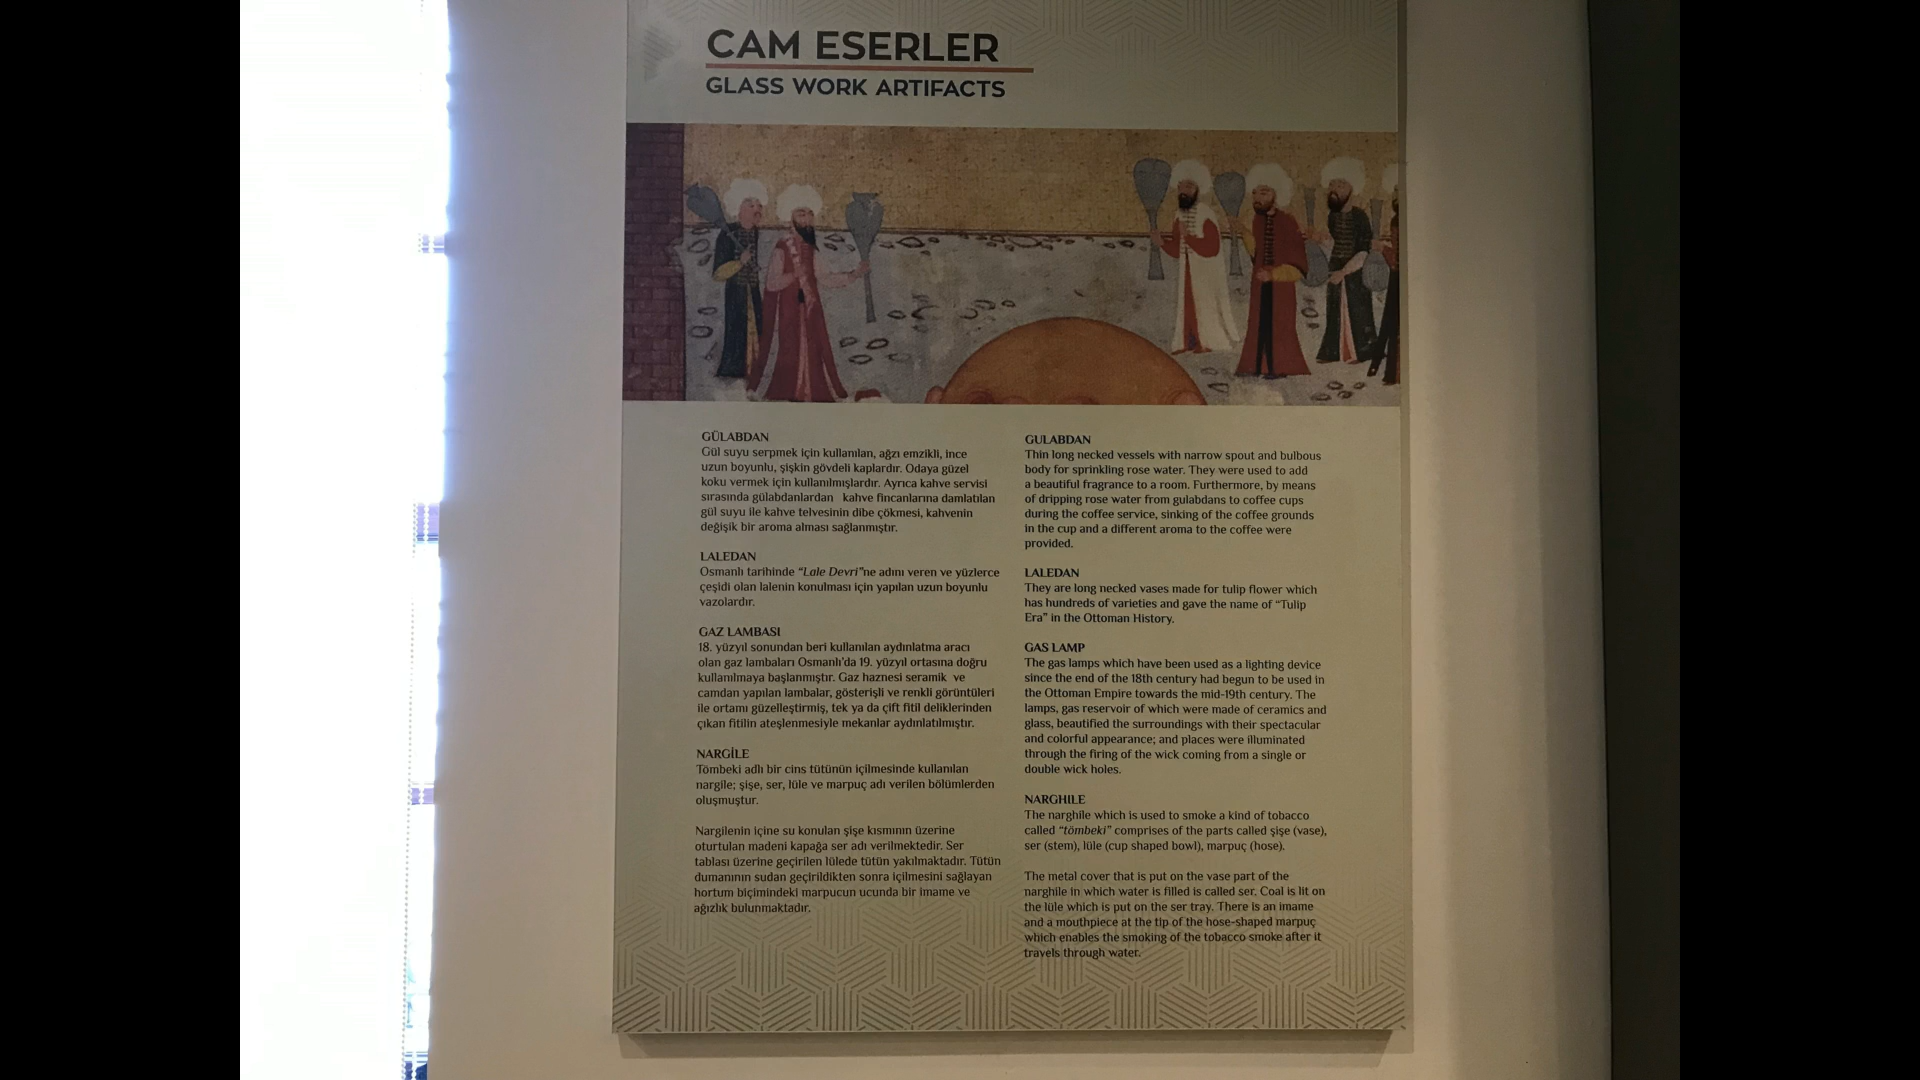 CAM ESERLER
GLASS WORK ARTIFACTS
GÜLABDAN
Gül suyu serpmek için kullanılan, ağzı emzikli, ince
uzun boyunlu, şişkin gövdeli kaplardır. Odaya güzel
koku vermek için kullanılmışlardır. Ayrıca kahve servisi
sırasında gülabdanlardan kahve fincanlarına damlatılan
gül suyu ile kahve telvesinin dibe çökmesi, kahvenin
değişik bir aroma alması sağlanmıştır.
LALEDAN
Osmanlı tarihinde “Lale Devri”ne adını veren ve yüzlerce
çeşidi olan lalenin konulması için yapılan uzun boyunlu
vazolardır.
GAZ LAMBASI
18. yüzyıl sonundan beri kullanılan aydınlatma aracı
olan gaz lambaları Osmanlı'da 19. yüzyıl ortasına doğru
kullanılmaya başlanmıştır. Gaz haznesi seramik ve
camdan yapılan lambalar, gösterişli ve renkli görüntüleri
ile ortamı güzelleştirmiş, tek ya da çift fitil deliklerinden
çıkan fitilin ateşlenmesiyle mekanlar aydınlatılmıştır.
NARGİLE
Tömbeki adlı bir cins tütünün içilmesinde kullanılan
nargile; şişe, ser, lüle ve marpuç adı verilen bölümlerden
oluşmuştur.
Nargilenin içine su konulan şişe kısmının üzerine
oturtulan madeni kapağa ser adı verilmektedir. Ser
tablası üzerine geçirilen lülede tütün yakılmaktadır. Tütün
dumanının sudan geçirildikten sonra içilmesini sağlayan
hortum biçimindeki marpucun ucunda bir imame ve
ağızlık bulunmaktadır.
GULABDAN
Thin long necked vessels with narrow spout and bulbous
body for sprinkling rose water. They were used to add
a beautiful fragrance to a room. Furthermore, by means
of dripping rose water from gulabdans to coffee cups
during the coffee service, sinking of the coffee grounds
in the cup and a different aroma to the coffee were
provided.
LALEDAN
They are long necked vases made for tulip flower which
has hundreds of varieties and gave the name of “Tulip
Era” in the Ottoman History.
GAS LAMP
The gas lamps which have been used as a lighting device
since the end of the 18th century had begun to be used in
the Ottoman Empire towards the mid-19th century. The
lamps, gas reservoir of which were made of ceramics and
glass, beautified the surroundings with their spectacular
and colorful appearance; and places were illuminated
through the firing of the wick coming from a single or
double wick holes.
NARGHILE
The narghile which is used to smoke a kind of tobacco
called “tömbeki” comprises of the parts called şişe (vase),
ser (stem), lüle (cup shaped bowl), marpuç (hose).
The metal cover that is put on the vase part of the
narghile in which water is filled is called ser. Coal is lit on
the lüle which is put on the ser tray. There is an imame
and a mouthpiece at the tip of the hose-shaped marpuç
which enables the smoking of the tobacco smoke after it
travels through water.